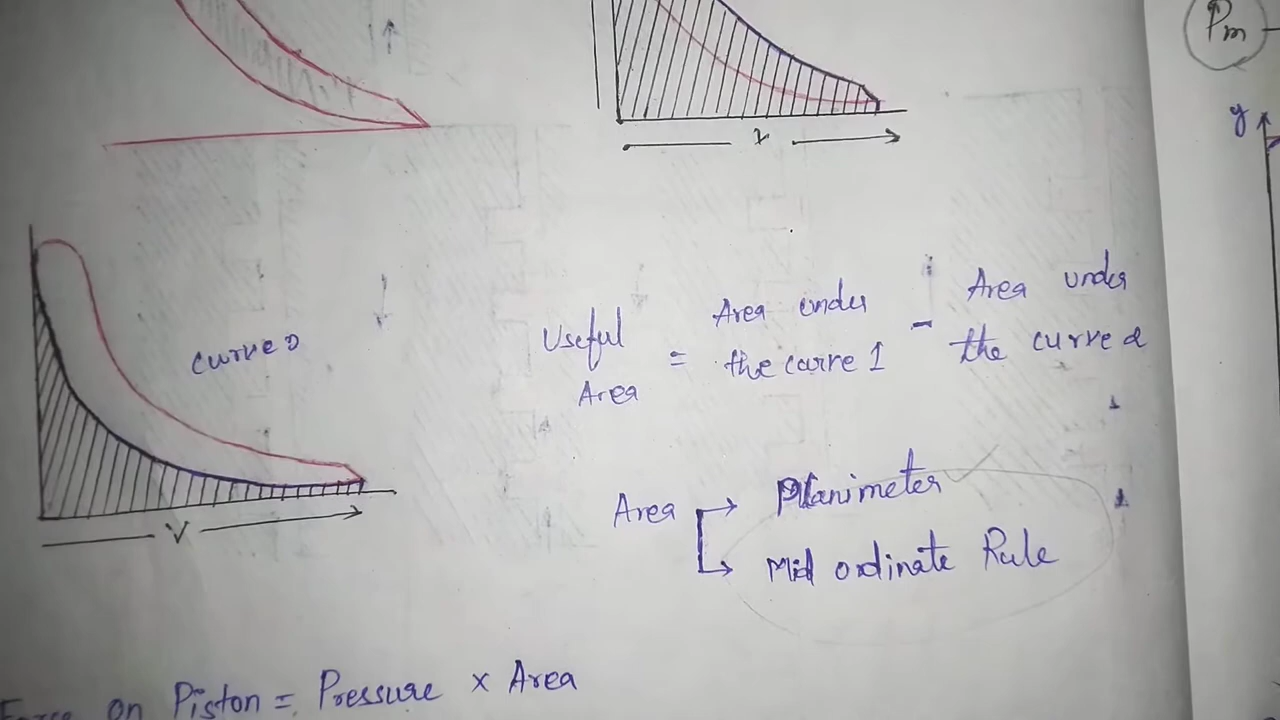 Pm
x
y
curve 2
V
Useful Area = Area under the curve 1 - Area under the curve 2
Area → Planimeter
→ Mid ordinate Rule
Force on Piston = Pressure x Area